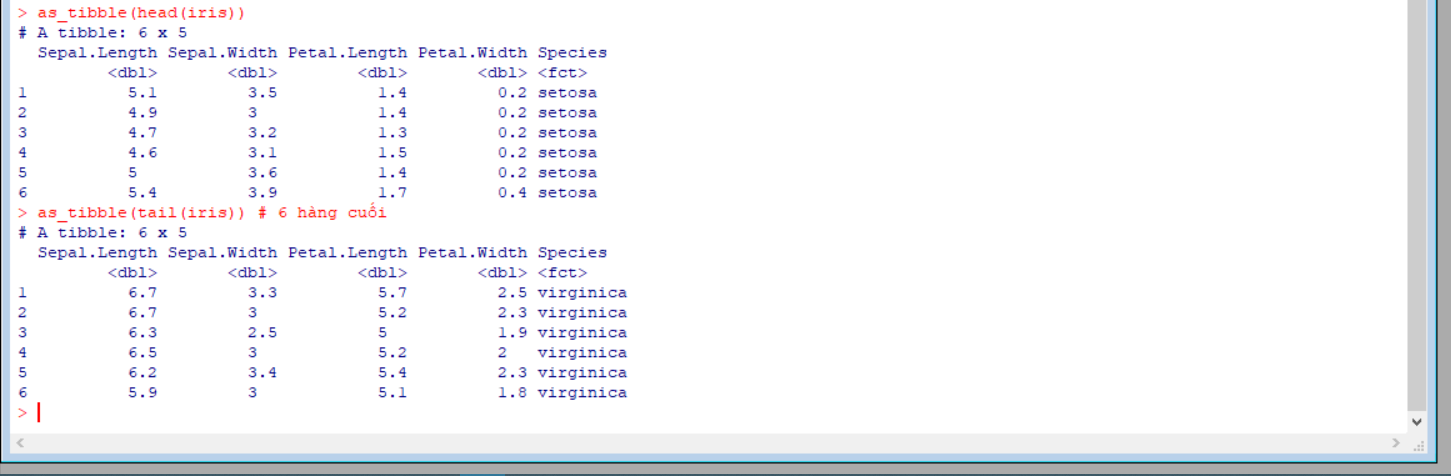 > as_tibble(head(iris))
# A tibble: 6 x 5
  Sepal.Length Sepal.Width Petal.Length Petal.Width Species
         <dbl>       <dbl>        <dbl>       <dbl> <fct>
1          5.1         3.5          1.4         0.2 setosa
2          4.9         3            1.4         0.2 setosa
3          4.7         3.2          1.3         0.2 setosa
4          4.6         3.1          1.5         0.2 setosa
5          5           3.6          1.4         0.2 setosa
6          5.4         3.9          1.7         0.4 setosa
> as_tibble(tail(iris)) # 6 hàng cuối
# A tibble: 6 x 5
  Sepal.Length Sepal.Width Petal.Length Petal.Width Species
         <dbl>       <dbl>        <dbl>       <dbl> <fct>
1          6.7         3.3          5.7         2.5 virginica
2          6.7         3            5.2         2.3 virginica
3          6.3         2.5          5           1.9 virginica
4          6.5         3            5.2         2   virginica
5          6.2         3.4          5.4         2.3 virginica
6          5.9         3            5.1         1.8 virginica
>